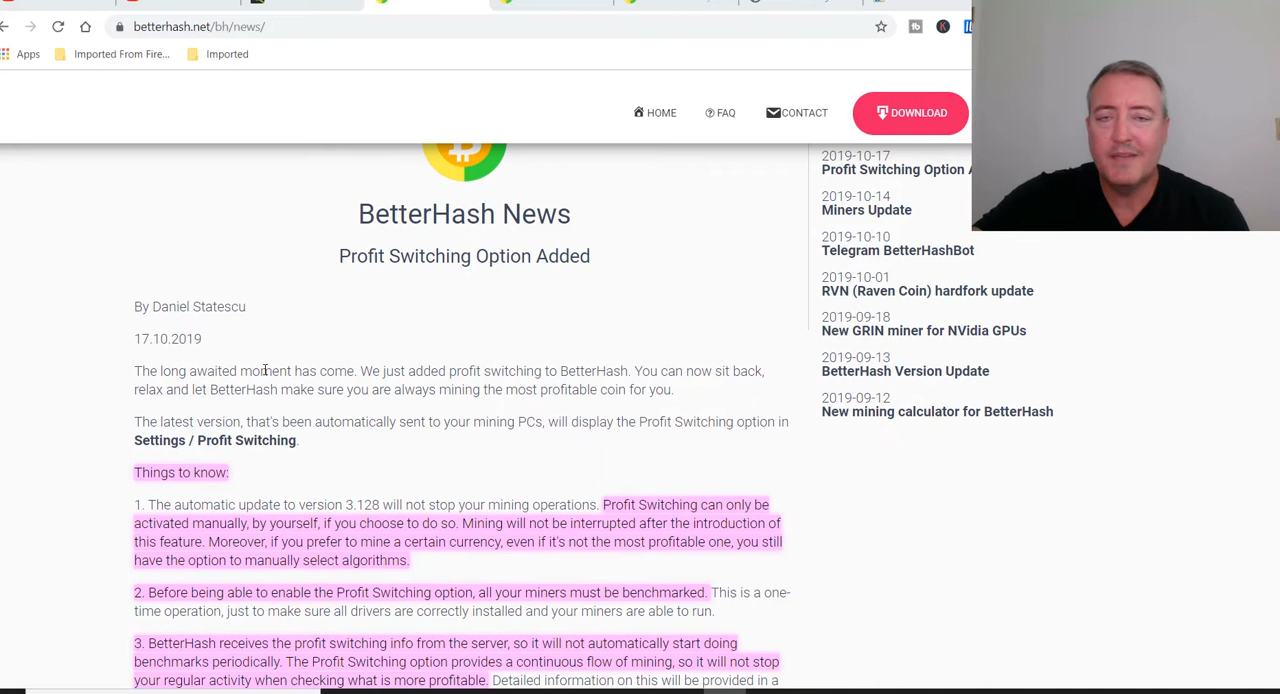 betterhash.net/bh/news/
Apps Imported From Fire... Imported
HOME FAQ CONTACT DOWNLOAD
BetterHash News
Profit Switching Option Added
By Daniel Statescu
17.10.2019
The long awaited moment has come. We just added profit switching to BetterHash. You can now sit back,
relax and let BetterHash make sure you are always mining the most profitable coin for you.
The latest version, that's been automatically sent to your mining PCs, will display the Profit Switching option in
Settings / Profit Switching.
Things to know:
1. The automatic update to version 3.128 will not stop your mining operations. Profit Switching can only be
activated manually, by yourself, if you choose to do so. Mining will not be interrupted after the introduction of
this feature. Moreover, if you prefer to mine a certain currency, even if it's not the most profitable one, you still
have the option to manually select algorithms.
2. Before being able to enable the Profit Switching option, all your miners must be benchmarked. This is a one-
time operation, just to make sure all drivers are correctly installed and your miners are able to run.
3. BetterHash receives the profit switching info from the server, so it will not automatically start doing
benchmarks periodically. The Profit Switching option provides a continuous flow of mining, so it will not stop
your regular activity when checking what is more profitable. Detailed information on this will be provided in a
2019-10-17
Profit Switching Option
2019-10-14
Miners Update
2019-10-10
Telegram BetterHashBot
2019-10-01
RVN (Raven Coin) hardfork update
2019-09-18
New GRIN miner for NVidia GPUs
2019-09-13
BetterHash Version Update
2019-09-12
New mining calculator for BetterHash